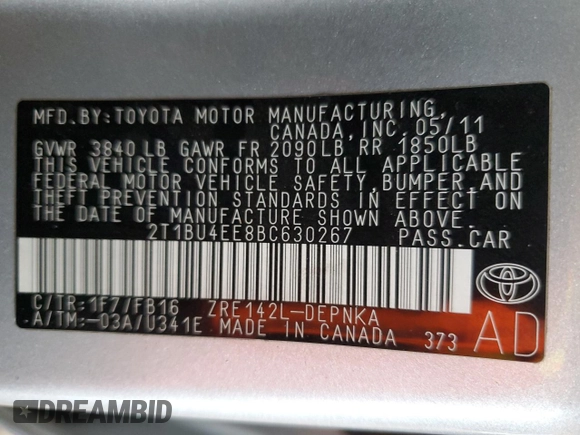 MFD.BY:TOYOTA MOTOR MANUFACTURING,
CANADA, INC. 05/11
GVWR 3840 LB GAWR FR 2090LB RR 1850LB
THIS VEHICLE CONFORMS TO ALL APPLICABLE
FEDERAL MOTOR VEHICLE SAFETY, BUMPER, AND
THEFT PREVENTION STANDARDS IN EFFECT ON
THE DATE OF MANUFACTURE SHOWN ABOVE.
2T1BU4EE8BC630267 PASS.CAR
C/TR:1F7/FB16 ZRE142L-DEPNKA
A/TM:-03A/U341E MADE IN CANADA 373
AD
DREAMBID